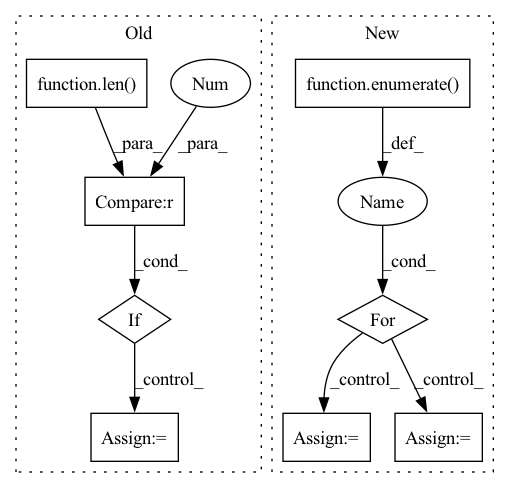 Old
New
function.len()
Num
function.enumerate()
_para_
_para_
_def_
Compare:r
Name
_cond_
_cond_
If
For
_control_
_control_
_control_
Assign:=
Assign:=
Assign:=